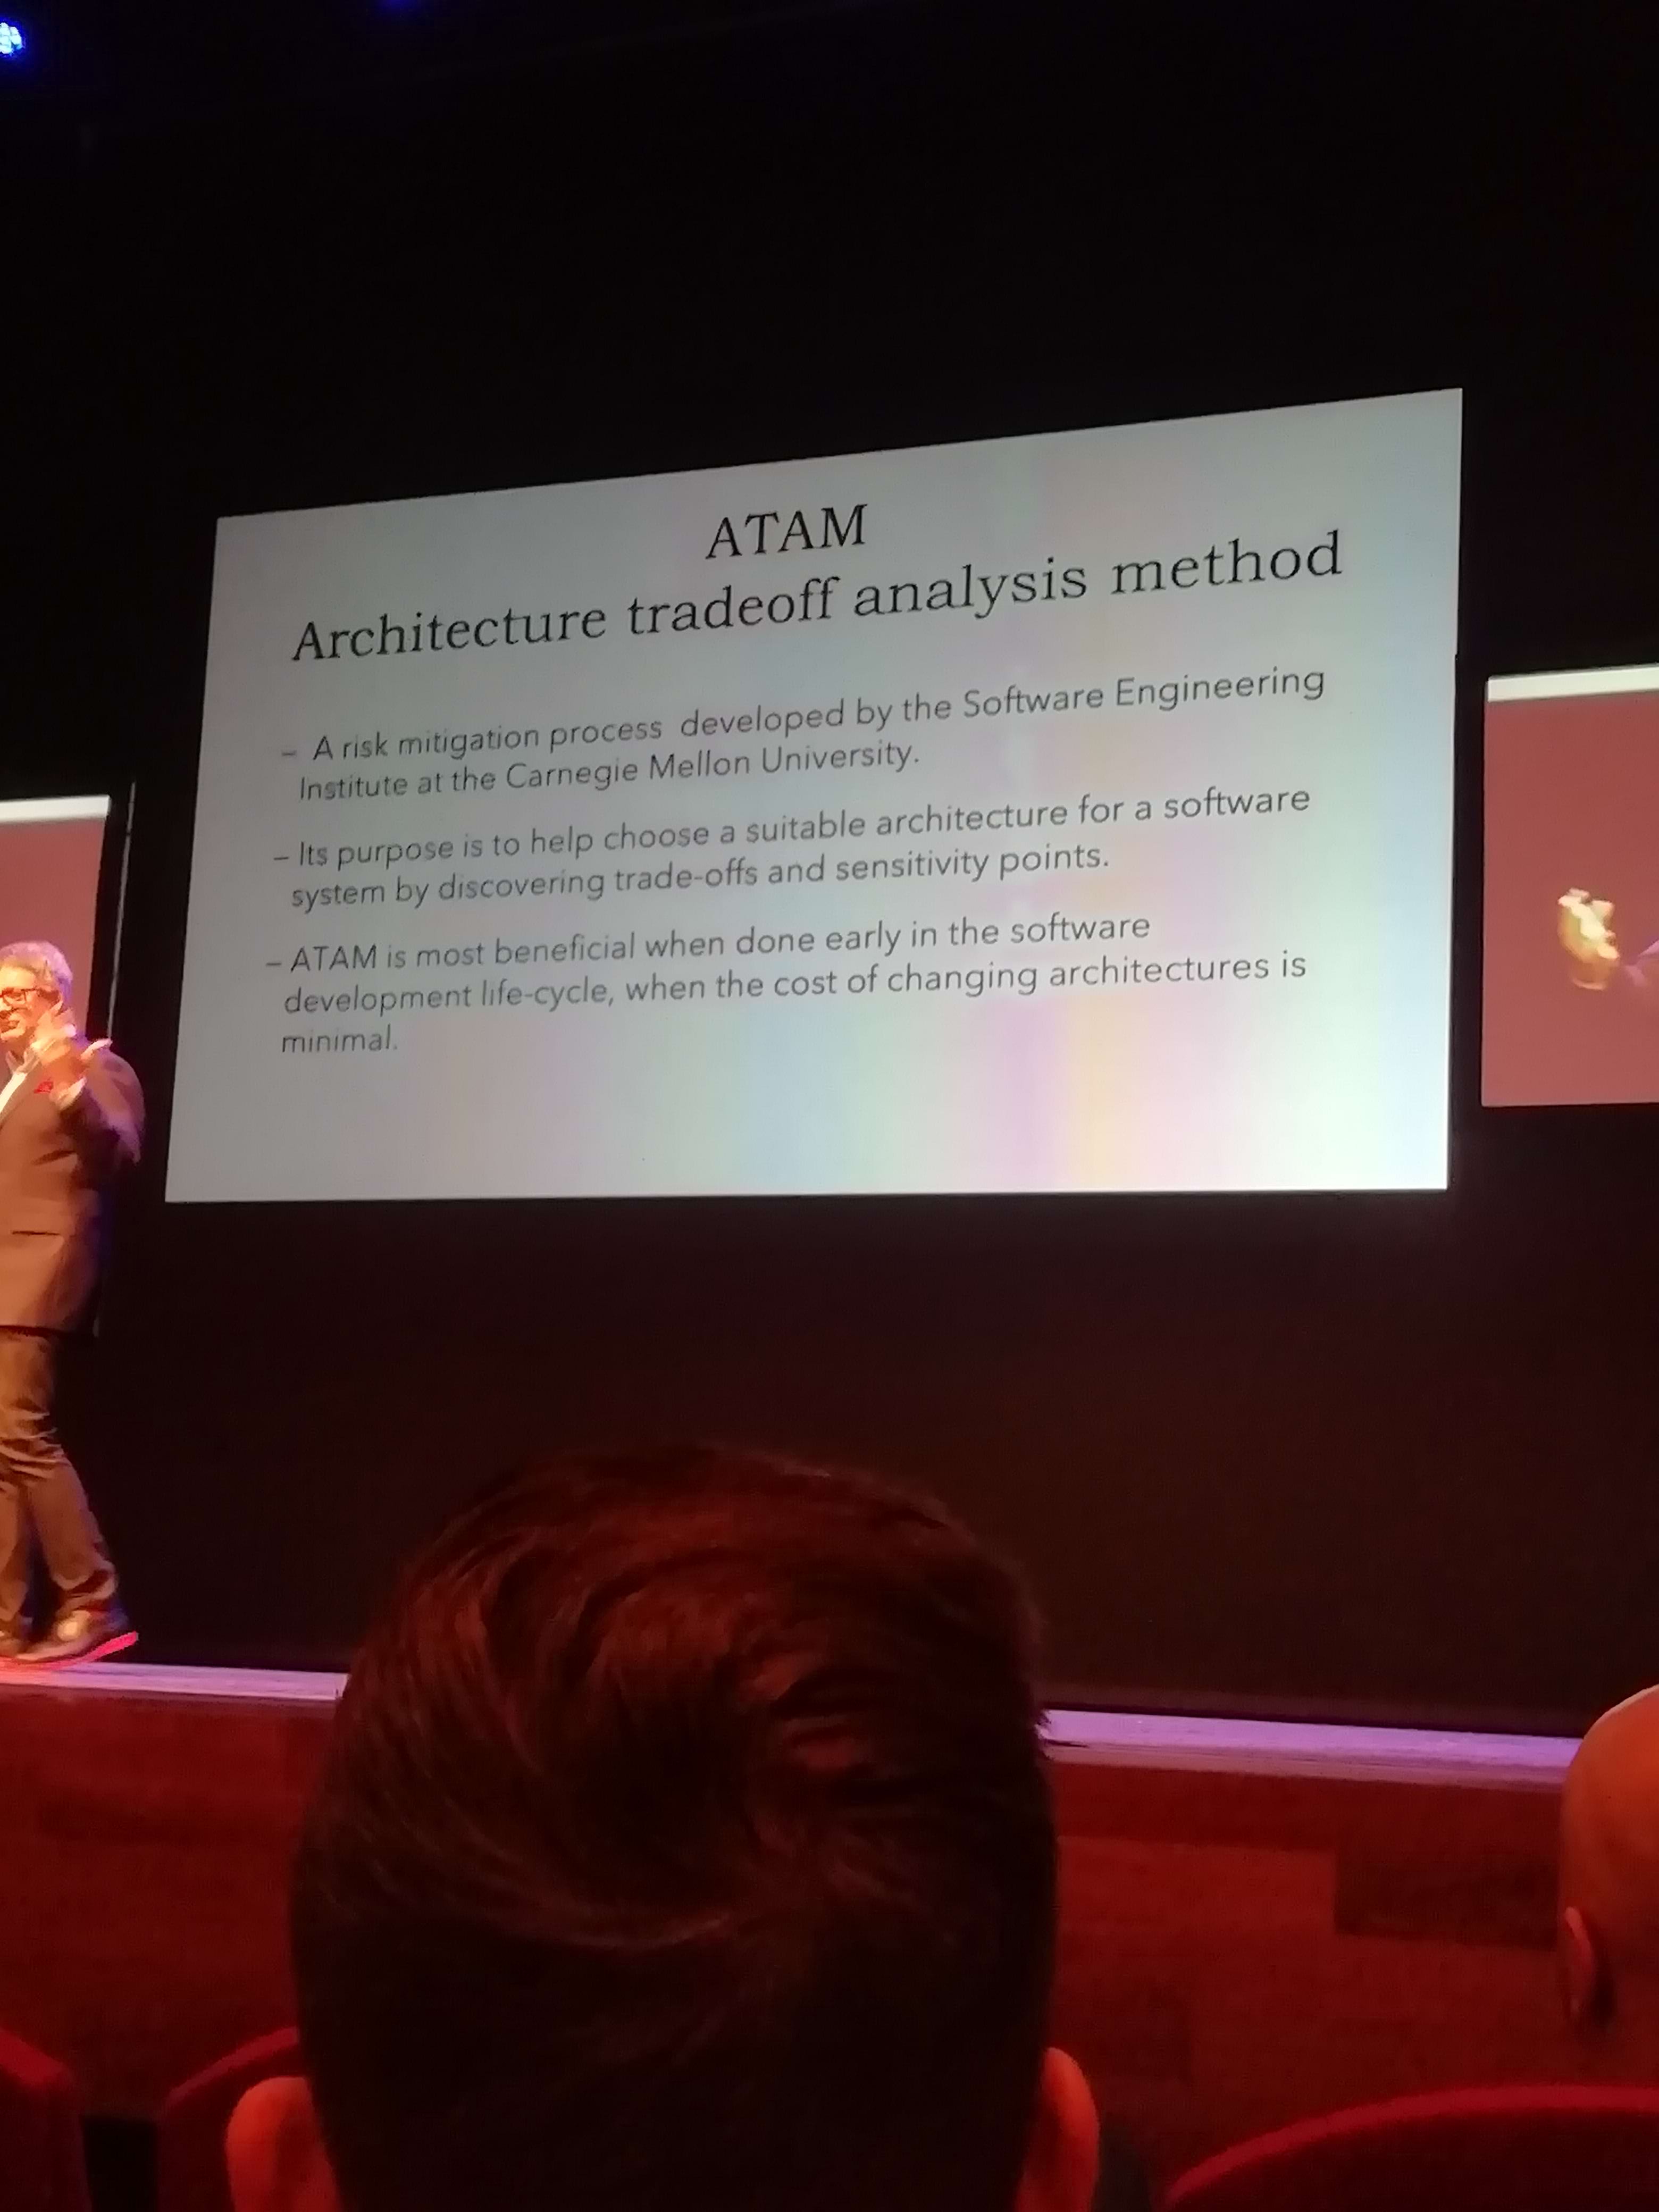 ATAM
Architecture tradeoff analysis method
– A risk mitigation process developed by the Software Engineering
Institute at the Carnegie Mellon University.
– Its purpose is to help choose a suitable architecture for a software
system by discovering trade-offs and sensitivity points.
– ATAM is most beneficial when done early in the software
development life-cycle, when the cost of changing architectures is
minimal.